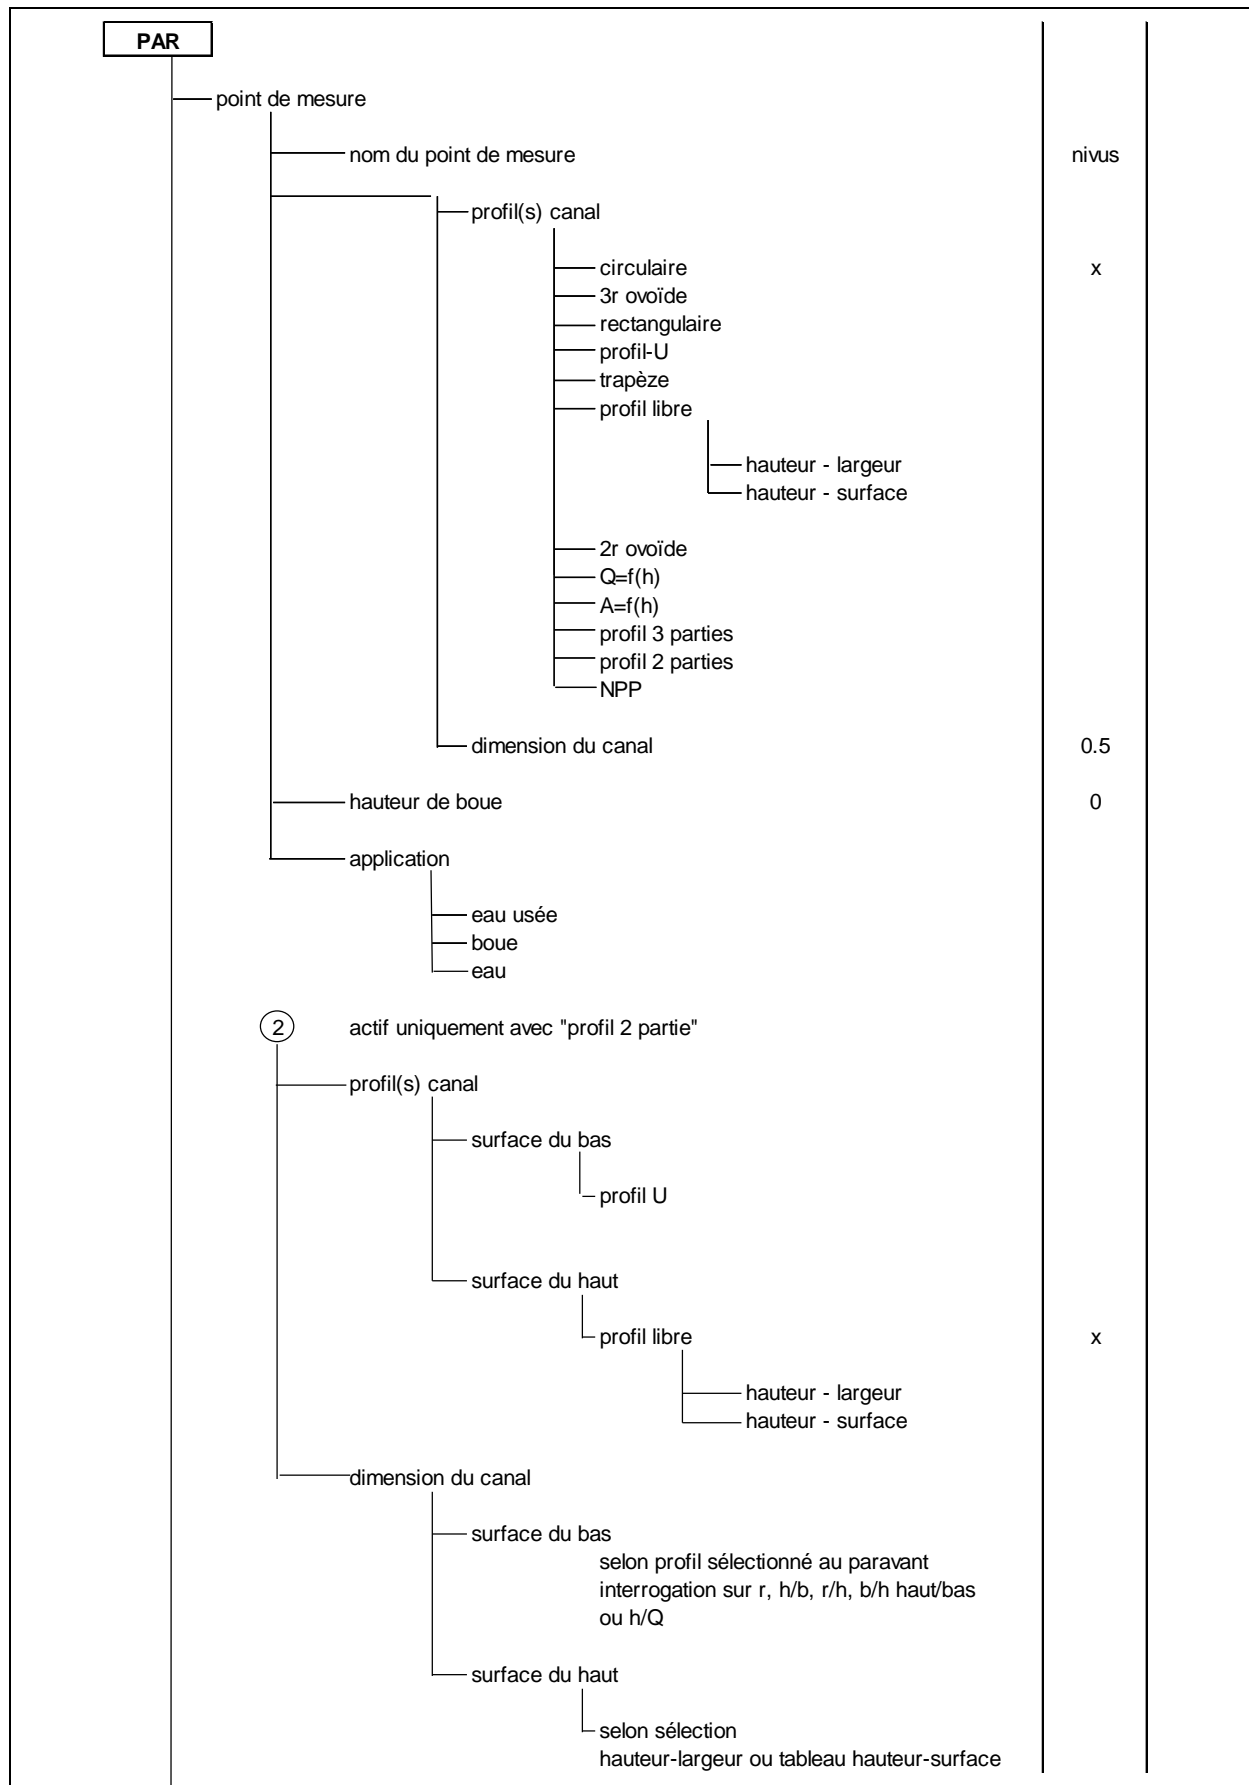 PAR
point de mesure
nom du point de mesure nivus
profil(s) canal
circulaire x
3r ovoïde
rectangulaire
profil-U
trapèze
profil libre
hauteur - largeur
hauteur - surface
2r ovoïde
Q=f(h)
A=f(h)
profil 3 parties
profil 2 parties
NPP
dimension du canal 0.5
hauteur de boue 0
application
eau usée
boue
eau
2 actif uniquement avec "profil 2 partie"
profil(s) canal
surface du bas
profil U
surface du haut
profil libre x
hauteur - largeur
hauteur - surface
dimension du canal
surface du bas
selon profil sélectionné au paravant
interrogation sur r, h/b, r/h, b/h haut/bas
ou h/Q
surface du haut
selon sélection
hauteur-largeur ou tableau hauteur-surface